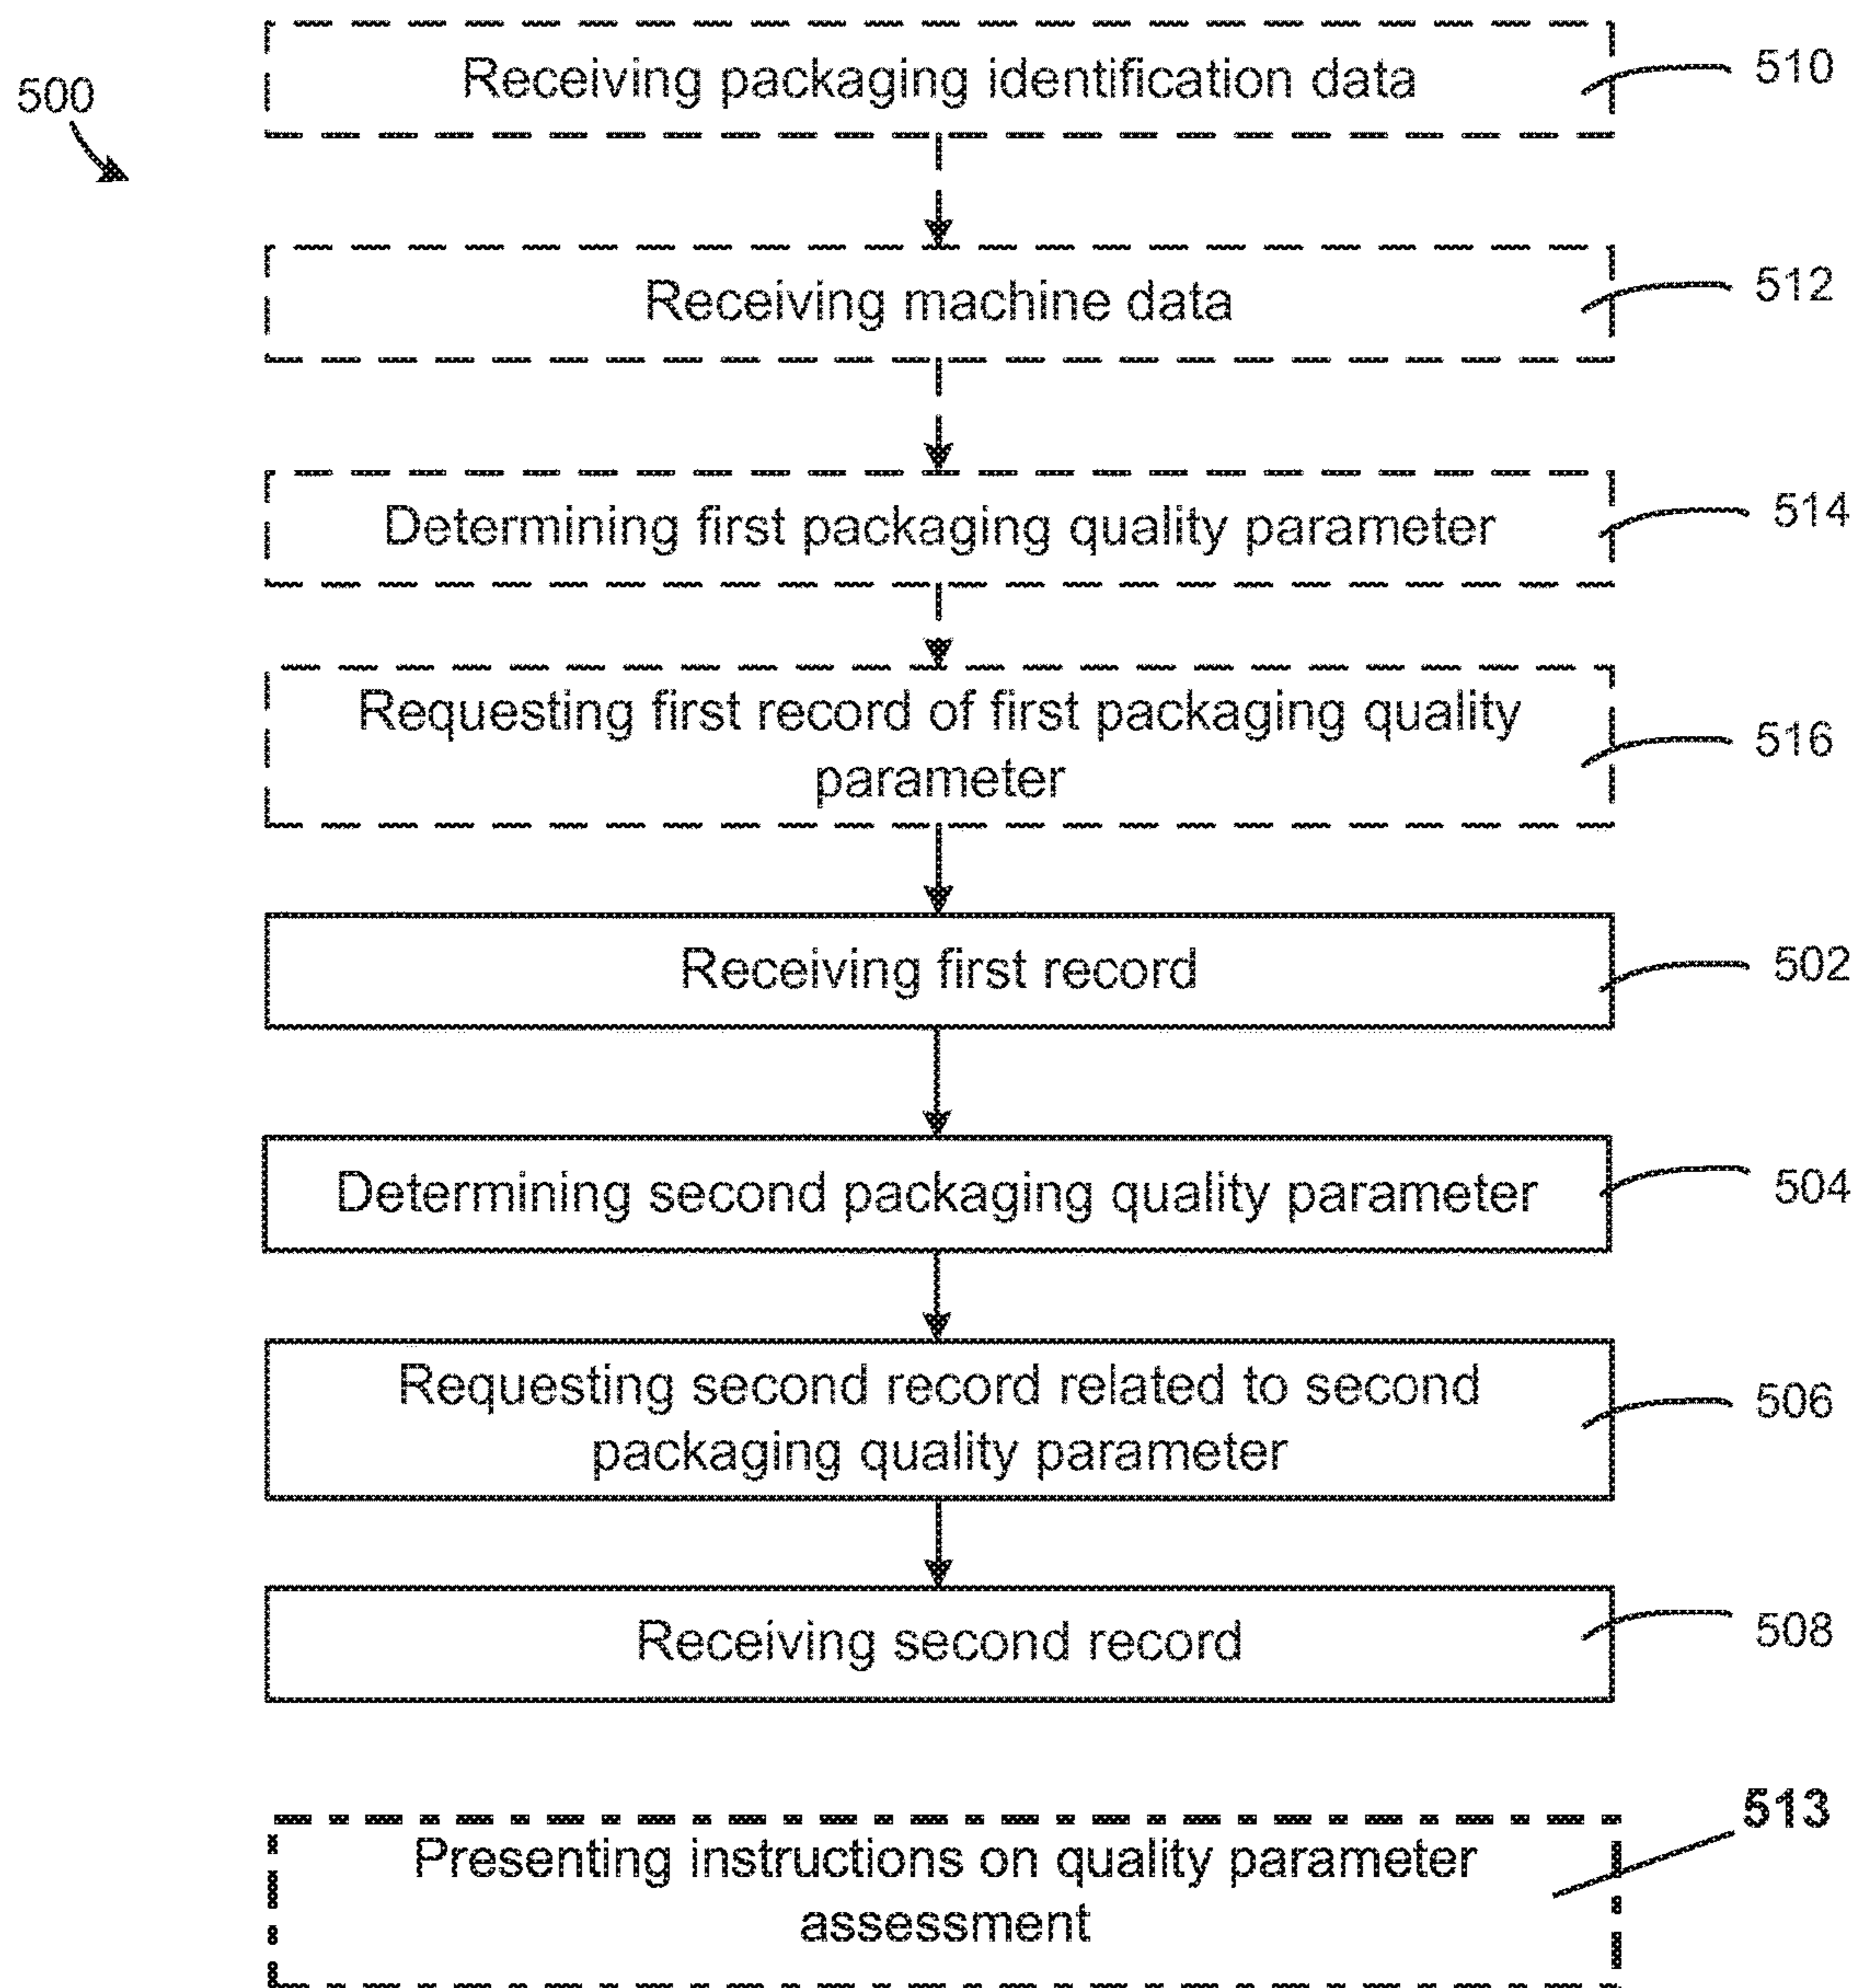 500
Receiving packaging identification data
510
Receiving machine data
512
Determining first packaging quality parameter
514
Requesting first record of first packaging quality
parameter
516
Receiving first record
502
Determining second packaging quality parameter
504
Requesting second record related to second
packaging quality parameter
506
Receiving second record
508
513
Presenting instructions on quality parameter
assessment